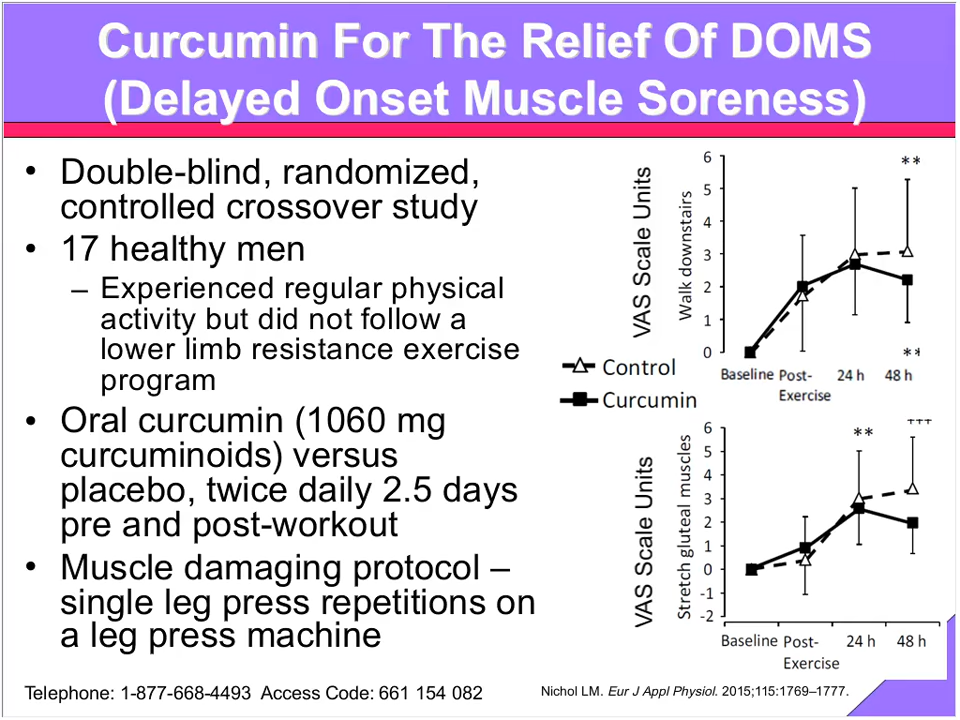 Curcumin For The Relief Of DOMS
(Delayed Onset Muscle Soreness)
• Double-blind, randomized,
controlled crossover study
• 17 healthy men
– Experienced regular physical
activity but did not follow a
lower limb resistance exercise
program
• Oral curcumin (1060 mg
curcuminoids) versus
placebo, twice daily 2.5 days
pre and post-workout
• Muscle damaging protocol –
single leg press repetitions on
a leg press machine
VAS Scale Units
Walk downstairs
6
5
4
3
2
1
0
**
**
Baseline Post-Exercise 24 h 48 h
Control
Curcumin
VAS Scale Units
Stretch gluteal muscles
6
5
4
3
2
1
0
-1
-2
**
Baseline Post-Exercise 24 h 48 h
Telephone: 1-877-668-4493 Access Code: 661 154 082
Nichol LM. Eur J Appl Physiol. 2015;115:1769–1777.